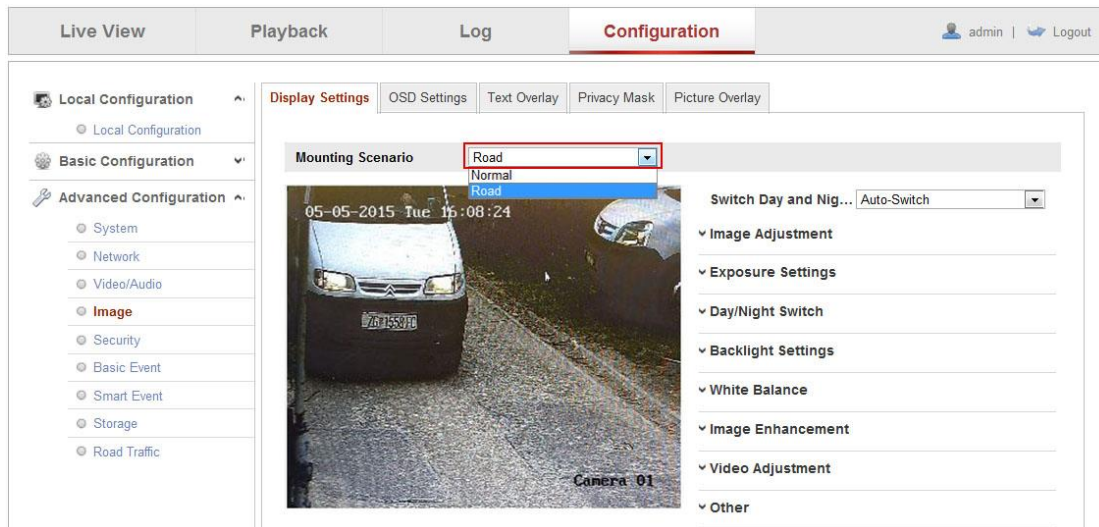 Live View Playback Log Configuration admin | Logout
Local Configuration
Local Configuration
Basic Configuration
Advanced Configuration
System
Network
Video/Audio
Image
Security
Basic Event
Smart Event
Storage
Road Traffic
Display Settings OSD Settings Text Overlay Privacy Mask Picture Overlay
Mounting Scenario Road
Normal
Road
05-05-2015 Tue 16:08:24
Camera 01
Switch Day and Nig... Auto-Switch
Image Adjustment
Exposure Settings
Day/Night Switch
Backlight Settings
White Balance
Image Enhancement
Video Adjustment
Other